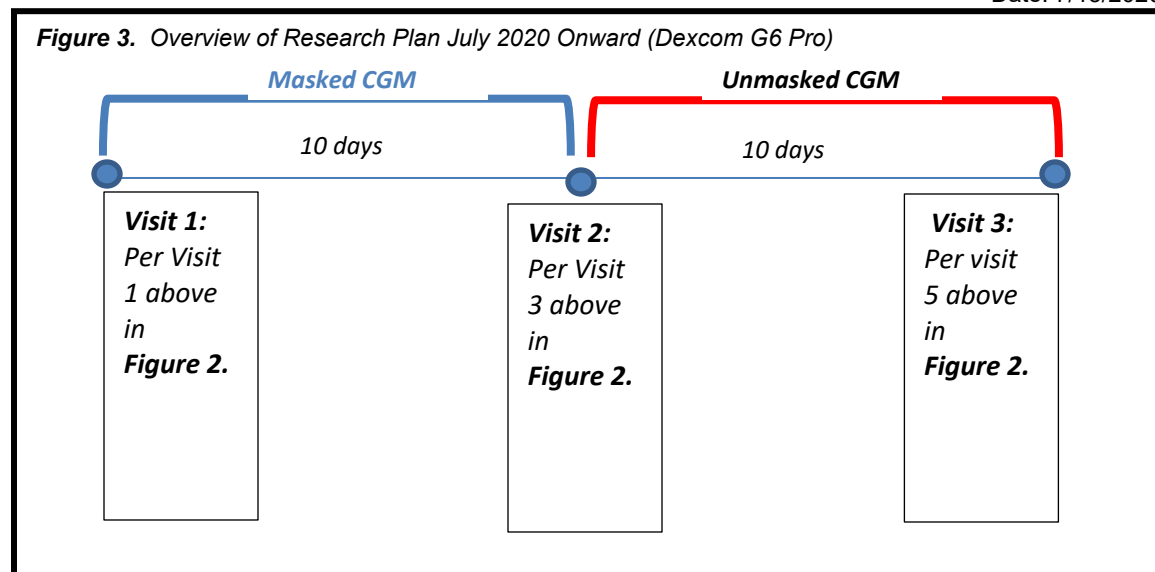 Figure 3. Overview of Research Plan July 2020 Onward (Dexcom G6 Pro)
Masked CGM
Unmasked CGM
10 days
10 days
Visit 1:
Per Visit
1 above
in
Figure 2.
Visit 2:
Per Visit
3 above
in
Figure 2.
Visit 3:
Per visit
5 above
in
Figure 2.